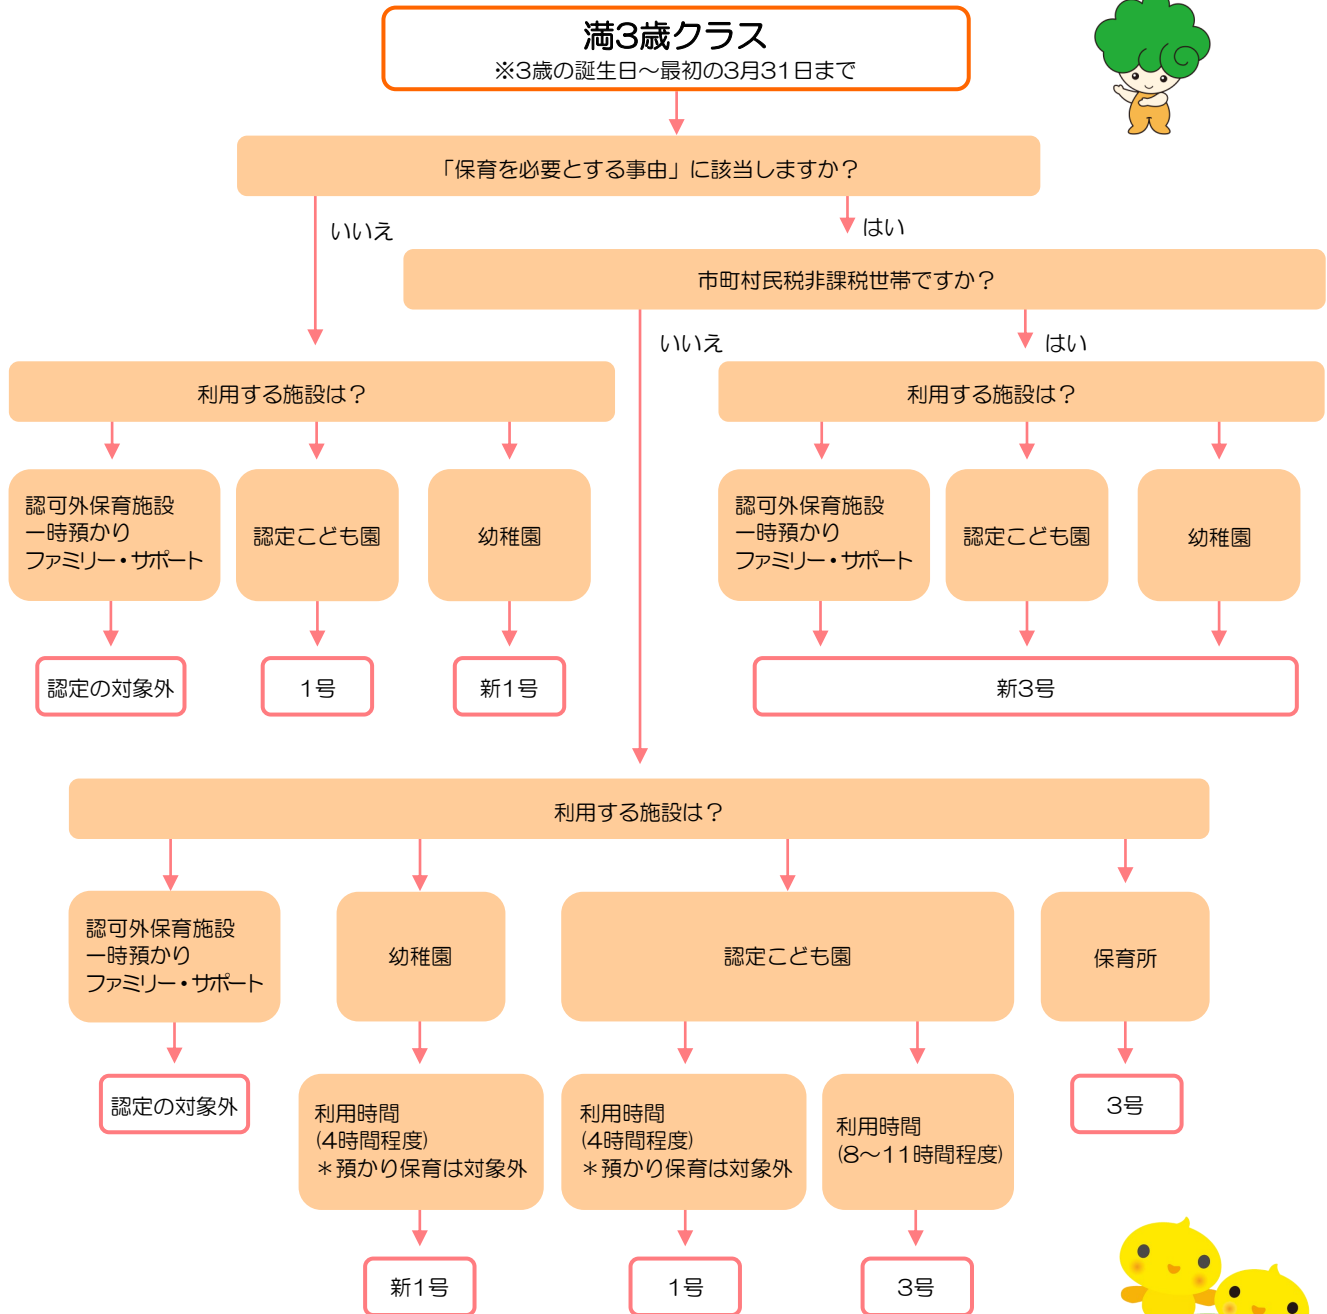 満3歳クラス
※3歳の誕生日～最初の3月31日まで
「保育を必要とする事由」に該当しますか？
いいえ
はい
市町村民税非課税世帯ですか？
いいえ
はい
利用する施設は？
利用する施設は？
認可外保育施設
一時預かり
ファミリー・サポート
認定こども園
幼稚園
認可外保育施設
一時預かり
ファミリー・サポート
認定こども園
幼稚園
認定の対象外
1号
新1号
新3号
利用する施設は？
認可外保育施設
一時預かり
ファミリー・サポート
幼稚園
認定こども園
保育所
認定の対象外
利用時間
(4時間程度)
＊預かり保育は対象外
利用時間
(4時間程度)
＊預かり保育は対象外
利用時間
(8～11時間程度)
3号
新1号
1号
3号